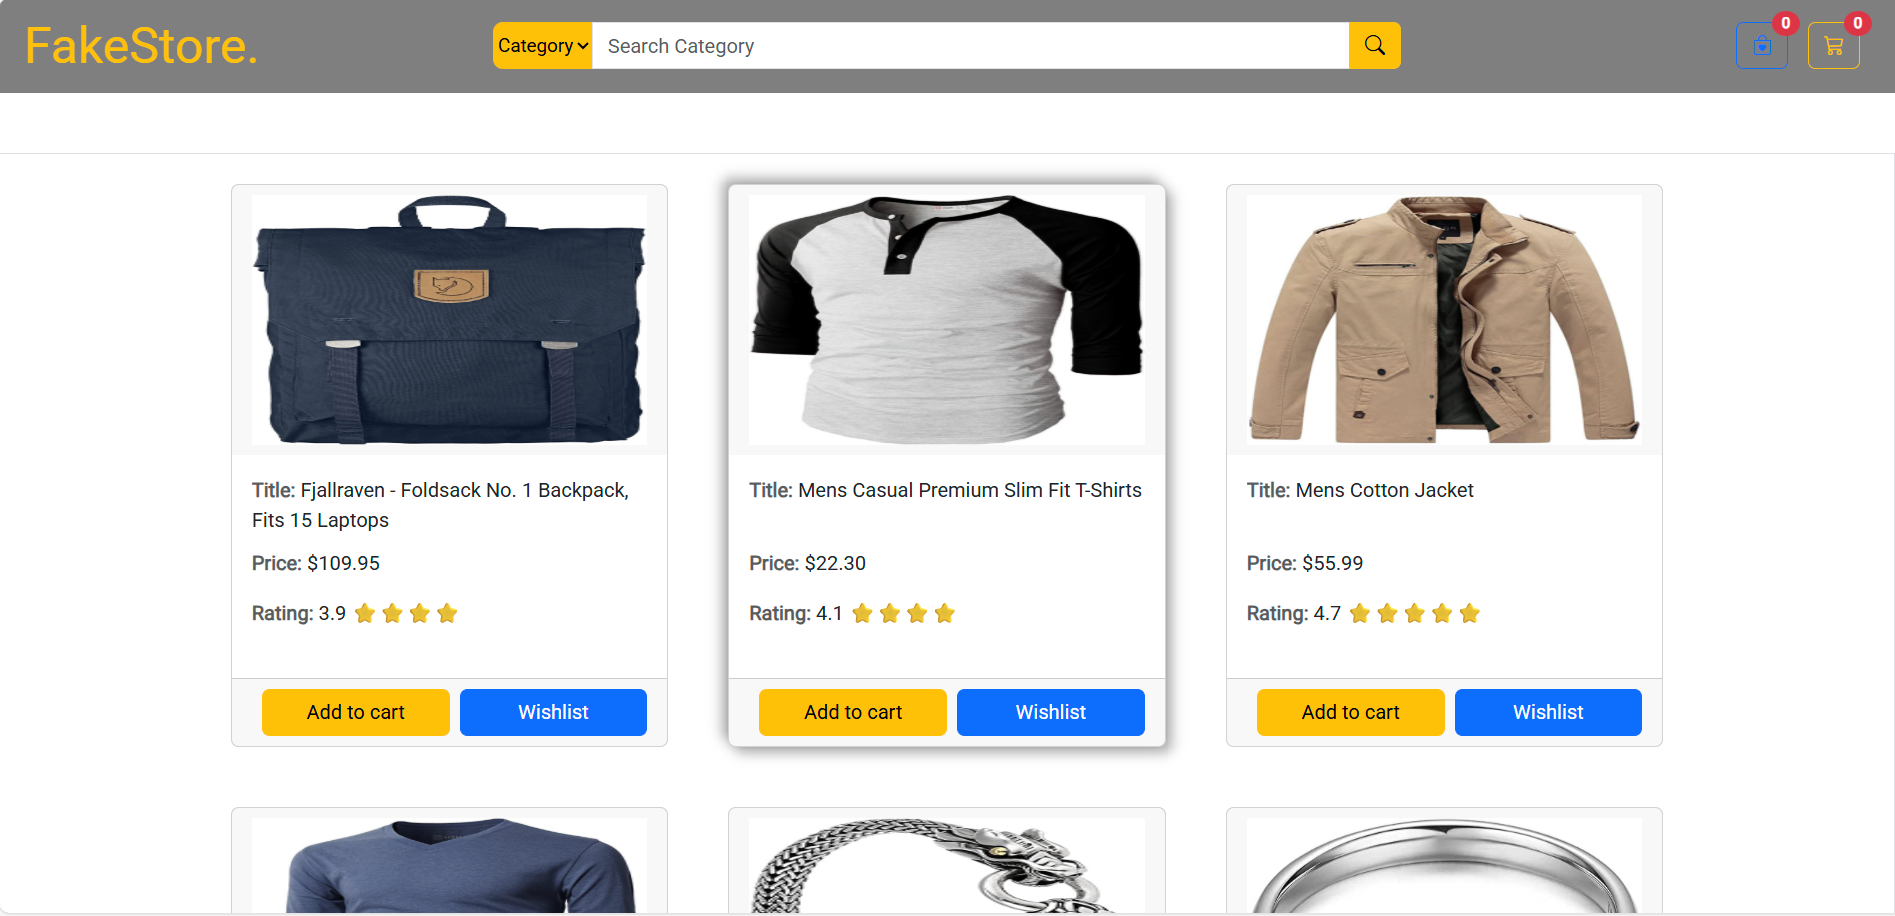 FakeStore.
Category
Search Category
0
0
Title: Fjallraven - Foldsack No. 1 Backpack,
Fits 15 Laptops
Price: $109.95
Rating: 3.9
Add to cart
Wishlist
Title: Mens Casual Premium Slim Fit T-Shirts
Price: $22.30
Rating: 4.1
Add to cart
Wishlist
Title: Mens Cotton Jacket
Price: $55.99
Rating: 4.7
Add to cart
Wishlist